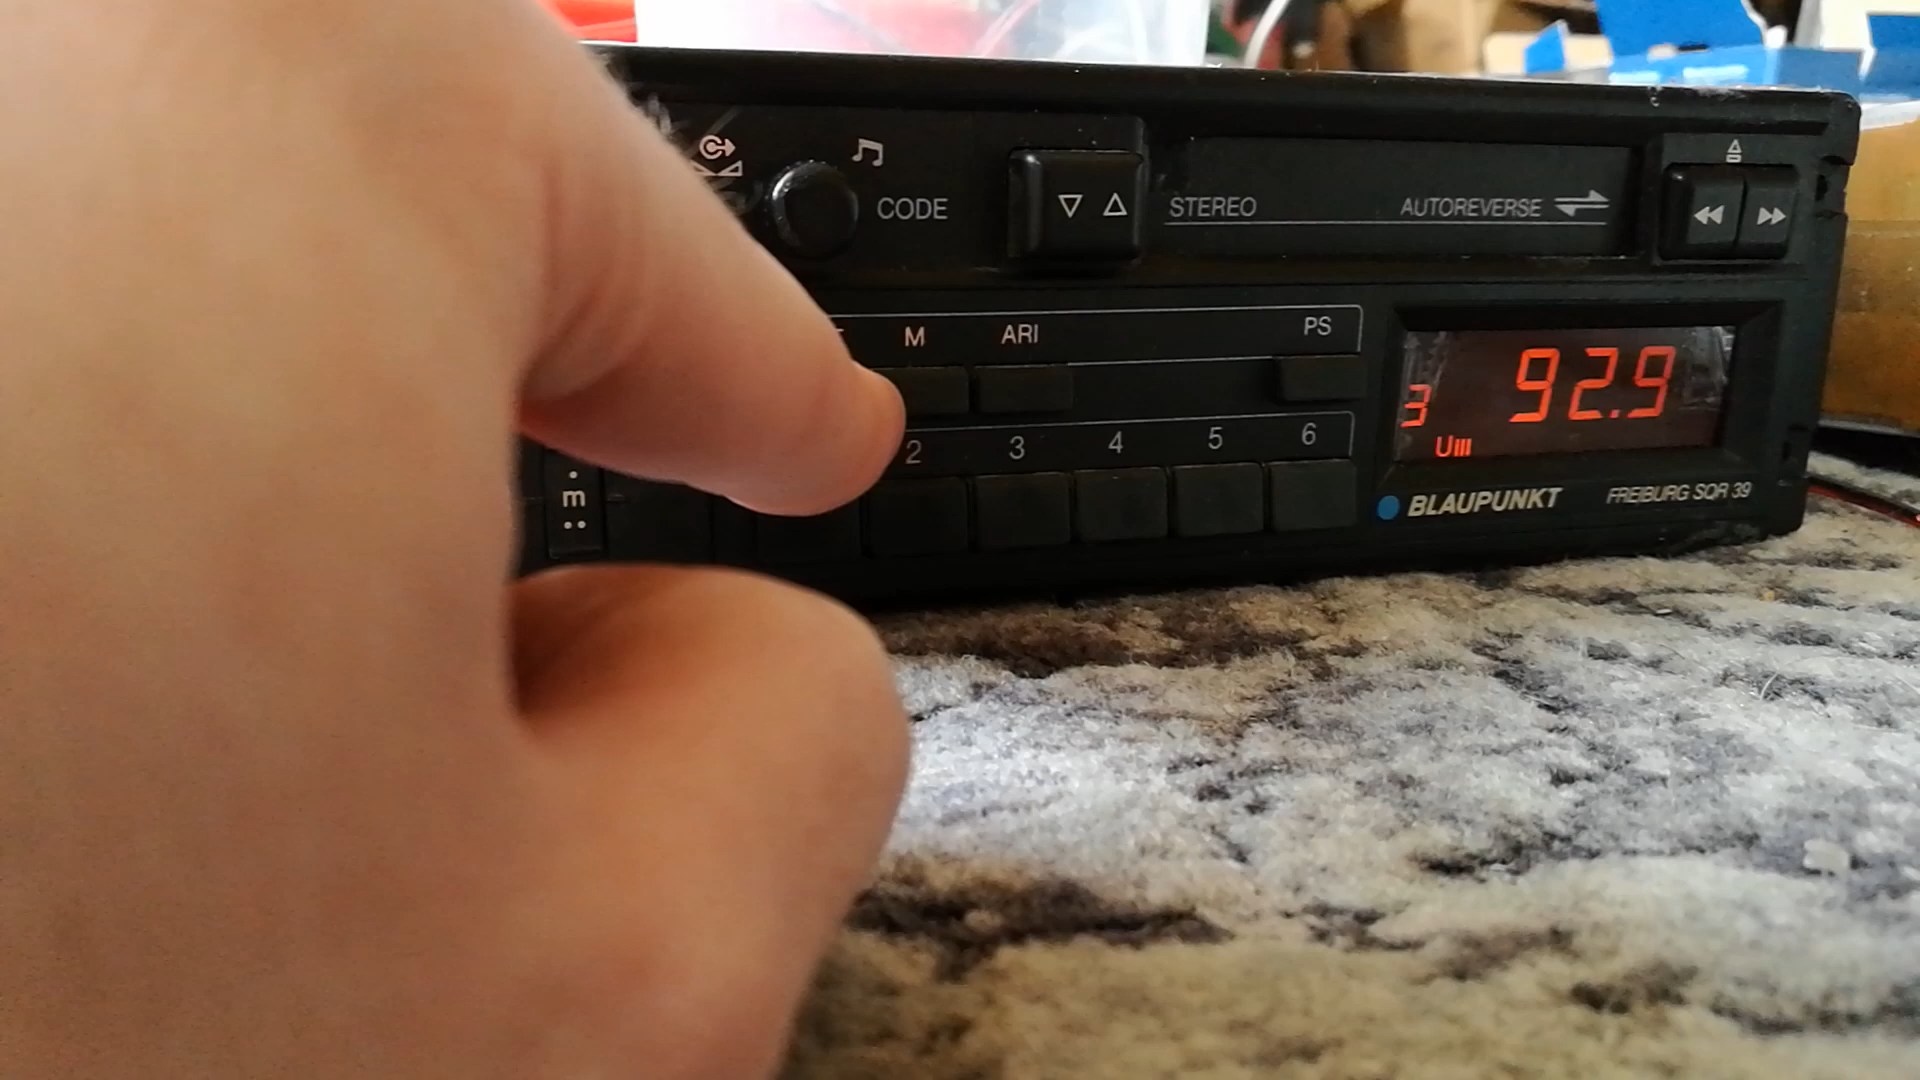 CODE
STEREO AUTOREVERSE
M ARI PS
2 3 4 5 6
3 92.9
UIII
m
BLAUPUNKT FREIBURG SQR 39